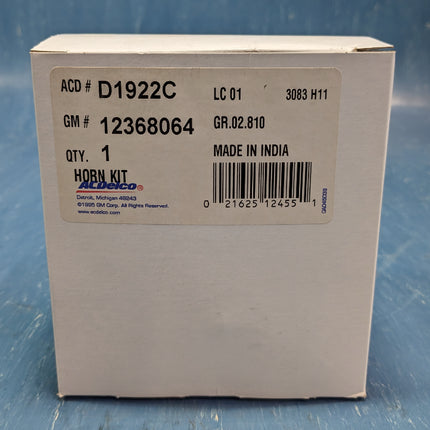 ACD # D1922C LC 01 3083 H11
GM # 12368064 GR.02.810
QTY. 1 MADE IN INDIA
HORN KIT
ACDelco®
Detroit, Michigan 48243
©1995 GM Corp. All Rights Reserved.
www.acdelco.com
0 21625 12455 1